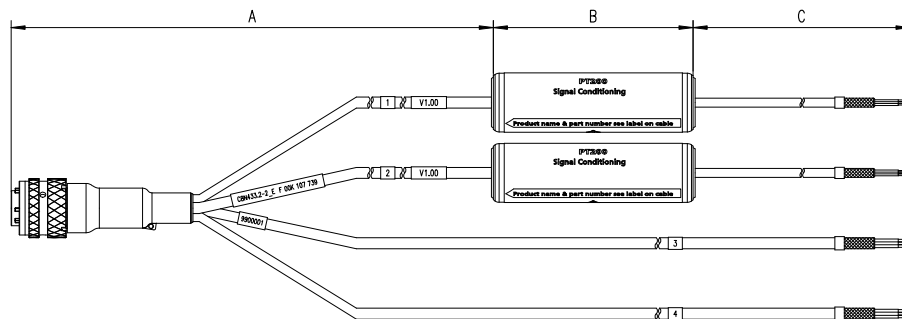 A B C
1 V1.00
PT200
Signal Conditioning
Product name & part number see label on cable
2 V1.00
PT200
Signal Conditioning
Product name & part number see label on cable
CBN433.2-2_E F 00K 107 739
9900001
3
4